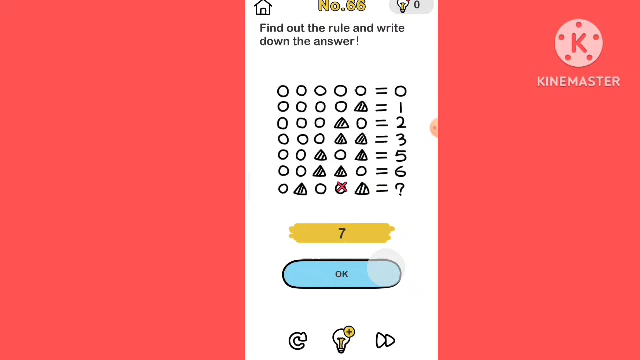 No.66
0
Find out the rule and write
down the answer!
KINEMASTER
= 0
= 1
= 2
= 3
= 5
= 6
= ?
7
OK